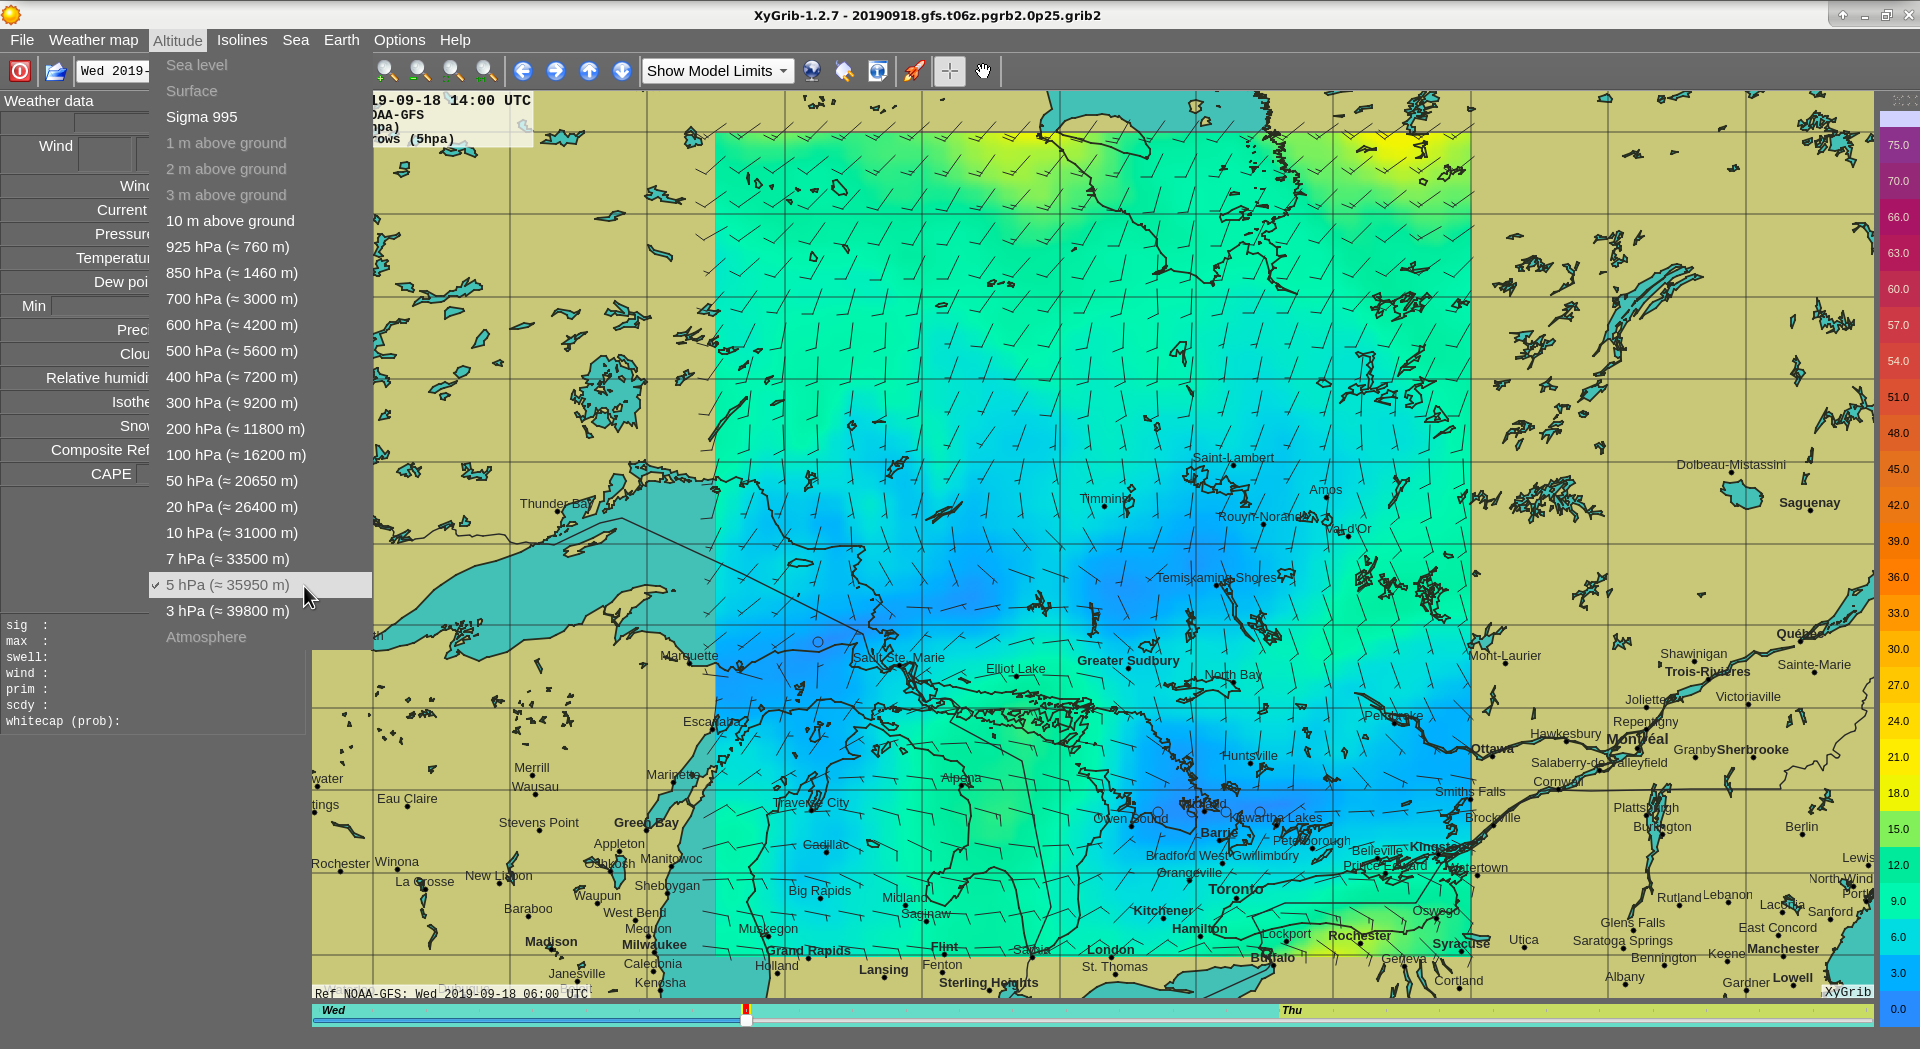 XyGrib-1.2.7 - 20190918.gfs.t06z.pgrb2.0p25.grib2
File Weather map Altitude Isolines Sea Earth Options Help
Wed 2019-
Show Model Limits
Sea level
Surface
Sigma 995
1 m above ground
2 m above ground
3 m above ground
10 m above ground
925 hPa (≈ 760 m)
850 hPa (≈ 1460 m)
700 hPa (≈ 3000 m)
600 hPa (≈ 4200 m)
500 hPa (≈ 5600 m)
400 hPa (≈ 7200 m)
300 hPa (≈ 9200 m)
200 hPa (≈ 11800 m)
100 hPa (≈ 16200 m)
50 hPa (≈ 20650 m)
20 hPa (≈ 26400 m)
10 hPa (≈ 31000 m)
7 hPa (≈ 33500 m)
5 hPa (≈ 35950 m)
3 hPa (≈ 39800 m)
Atmosphere
Weather data
Wind
Wind
Current
Pressure
Temperatur
Dew poi
Min
Preci
Clou
Relative humidi
Isothe
Snow
Composite Ref
CAPE
sig :
max :
swell:
wind :
prim :
scdy :
whitecap (prob):
19-09-18 14:00 UTC
OAA-GFS
hpa)
rows (5hpa)
Saint-Lambert
Dolbeau-Mistassini
Thunder Bay
Timmins
Amos
Saguenay
Rouyn-Noranda
Val-d'Or
Temiskaming Shores
th
Québec
Marquette
Sault Ste. Marie
Elliot Lake
Greater Sudbury
North Bay
Mont-Laurier
Shawinigan
Sainte-Marie
Trois-Rivières
Joliette
Victoriaville
Escanaba
Pembroke
Repentigny
Hawkesbury
Montréal
Ottawa
Granby
Sherbrooke
Huntsville
Salaberry-de-Valleyfield
Merrill
Marinette
Alpena
Cornwall
water
Wausau
Smiths Falls
tings
Eau Claire
Traverse City
Midland
Plattsburgh
Stevens Point
Green Bay
Owen Sound
Kawartha Lakes
Brockville
Burlington
Berlin
Barrie
Peterborough
Appleton
Cadillac
Belleville
Kingston
Rochester
Winona
Oshkosh
Manitowoc
Bradford West Gwillimbury
Prince Edward
Watertown
Lewis
La Crosse
New Lisbon
Sheboygan
Big Rapids
Orangeville
North Wind
Waupun
Midland
Toronto
Rutland
Lebanon
Portl
Baraboo
West Bend
Saginaw
Kitchener
Oswego
Laconia
Sanford
Mequon
Muskegon
Hamilton
Lockport
Rochester
Glens Falls
East Concord
Madison
Milwaukee
Grand Rapids
Flint
Sarnia
London
Syracuse
Utica
Saratoga Springs
Manchester
Caledonia
Holland
Lansing
Fenton
St. Thomas
Buffalo
Geneva
Bennington
Keene
Janesville
Kenosha
Sterling Heights
Cortland
Albany
Gardner
Lowell
Ref NOAA-GFS: Wed 2019-09-18 06:00 UTC
XyGrib
Wed
Thu
75.0
70.0
66.0
63.0
60.0
57.0
54.0
51.0
48.0
45.0
42.0
39.0
36.0
33.0
30.0
27.0
24.0
21.0
18.0
15.0
12.0
9.0
6.0
3.0
0.0